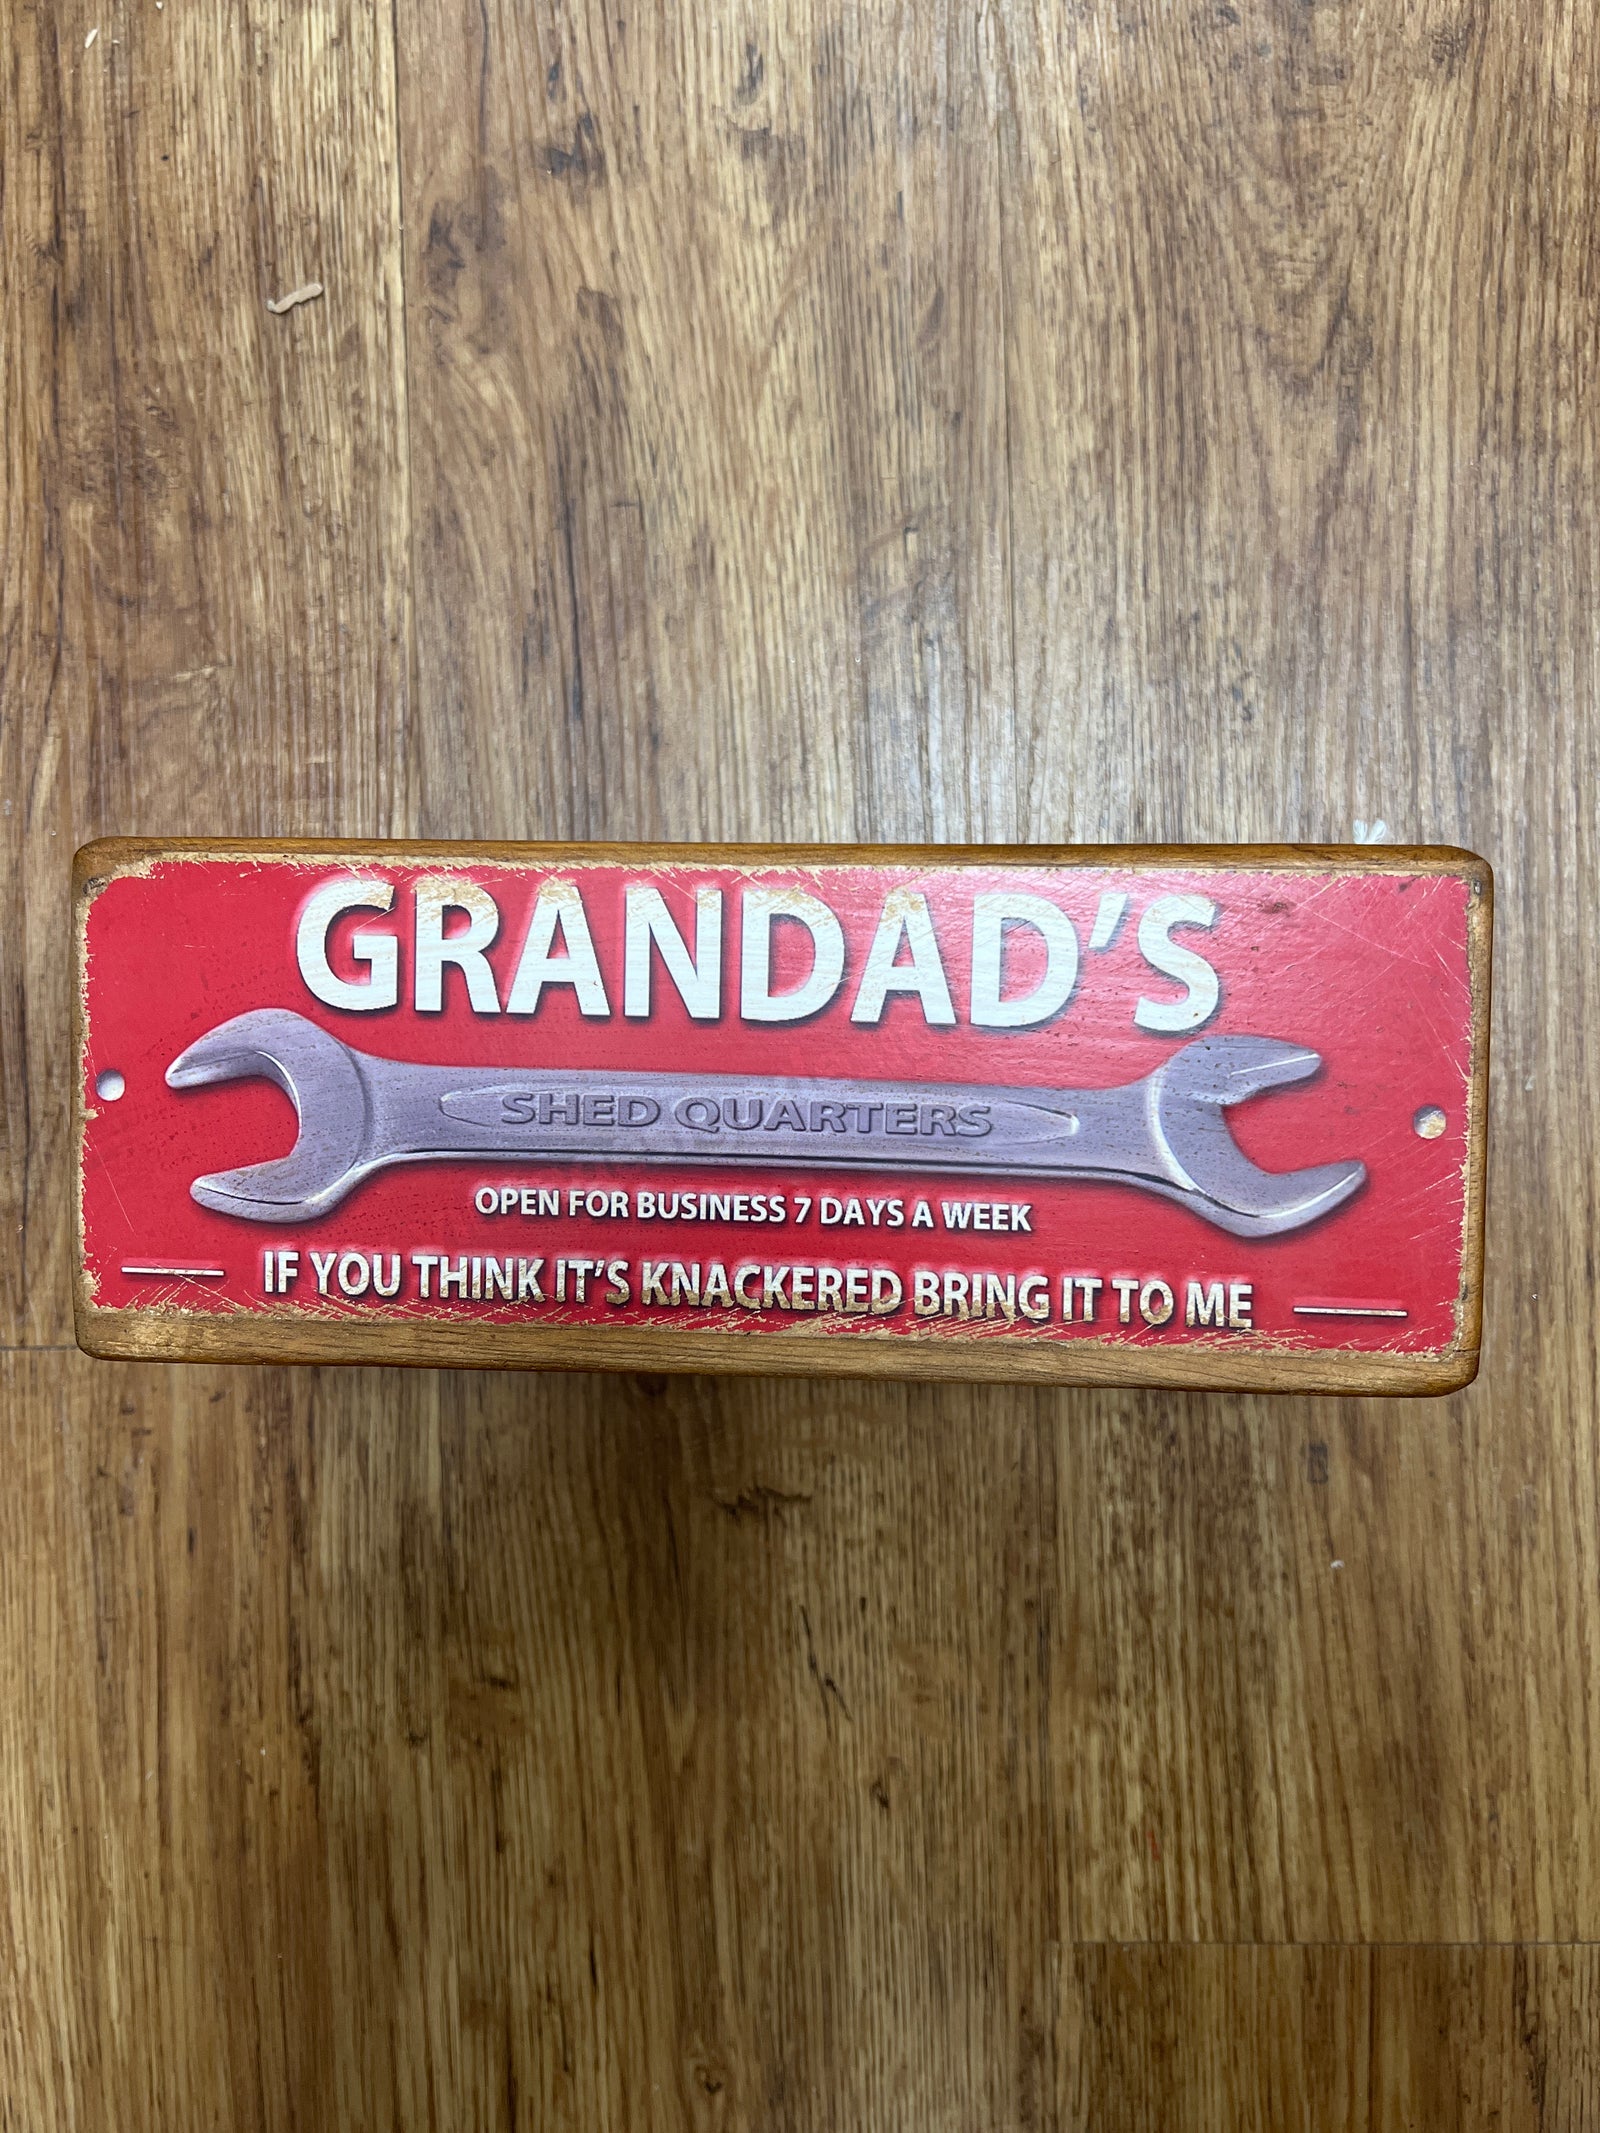 GRANDAD'S
SHED QUARTERS
OPEN FOR BUSINESS 7 DAYS A WEEK
IF YOU THINK IT'S KNACKERED BRING IT TO ME